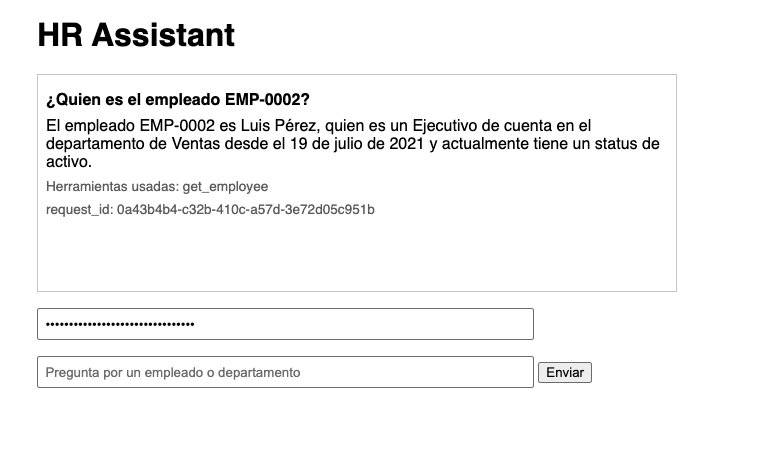 HR Assistant
¿Quien es el empleado EMP-0002?
El empleado EMP-0002 es Luis Pérez, quien es un Ejecutivo de cuenta en el
departamento de Ventas desde el 19 de julio de 2021 y actualmente tiene un status de
activo.
Herramientas usadas: get_employee
request_id: 0a43b4b4-c32b-410c-a57d-3e72d05c951b
••••••••••••••••••••••••••••••••
Pregunta por un empleado o departamento
Enviar